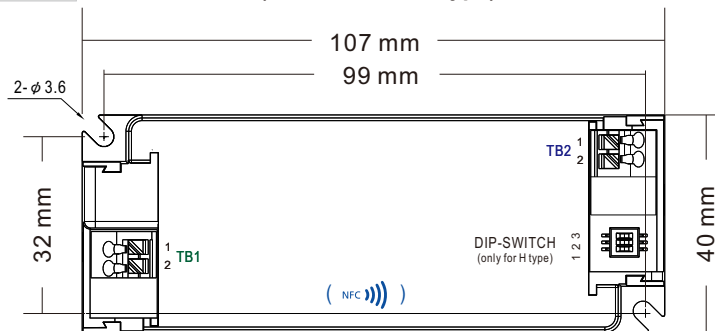 107 mm
99 mm
2-φ3.6
TB2
1
2
32 mm
40 mm
1
2
TB1
DIP-SWITCH
(only for H type)
1 2 3
( NFC )